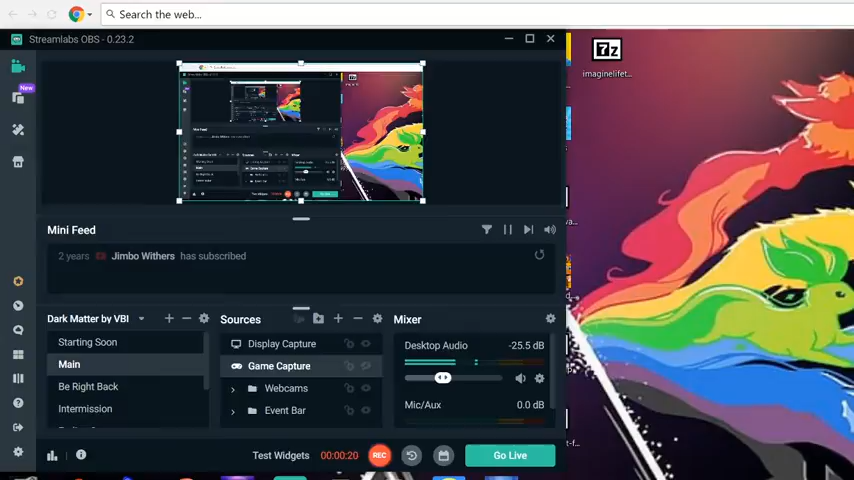 Search the web...
Streamlabs OBS - 0.23.2
7z
imaginelifet...
New
Mini Feed
2 years Jimbo Withers has subscribed
Dark Matter by VBI
Sources
Mixer
Starting Soon
Display Capture
Desktop Audio -25.5 dB
Main
Game Capture
Be Right Back
Webcams
Mic/Aux 0.0 dB
Intermission
Event Bar
Test Widgets
00:00:20
REC
Go Live